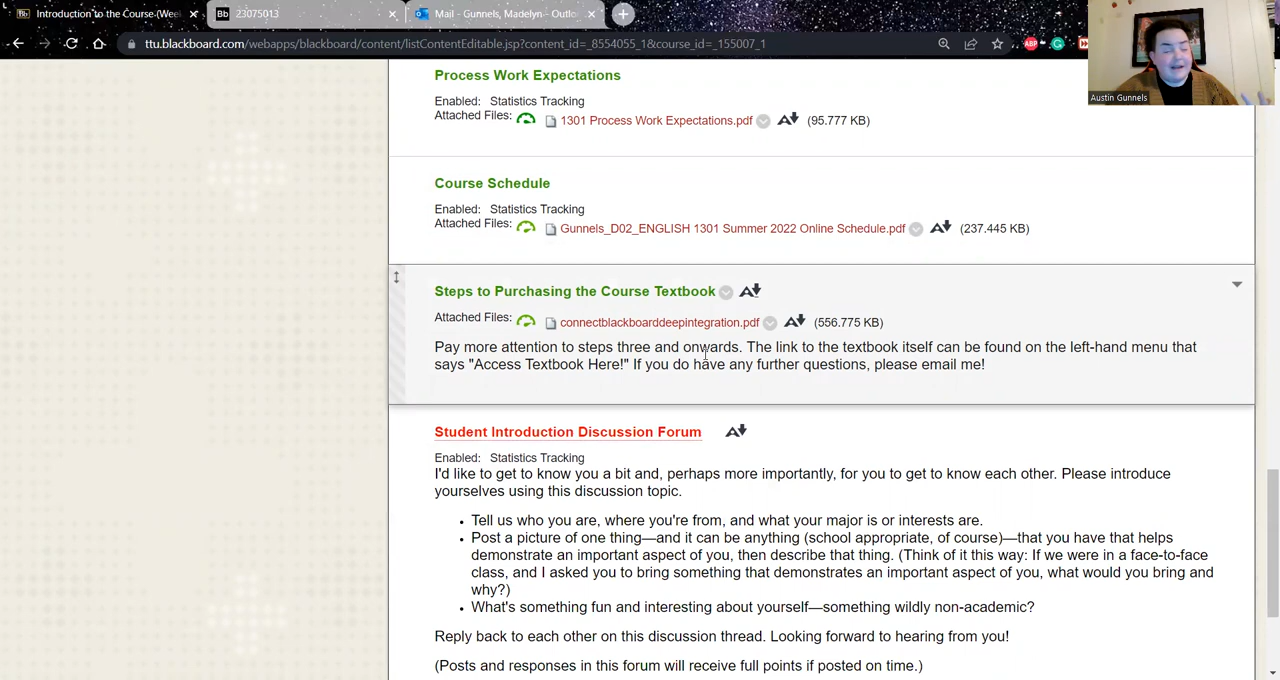 Introduction to the Course (Wee
Bb 23075013
Mail - Gunnels, Madelyn - Outlo
ttu.blackboard.com/webapps/blackboard/content/listContentEditable.jsp?content_id=_8554055_1&course_id=_155007_1
ABP
G
Austin Gunnels
Process Work Expectations
Enabled: Statistics Tracking
Attached Files: 1301 Process Work Expectations.pdf (95.777 KB)
Course Schedule
Enabled: Statistics Tracking
Attached Files: Gunnels_D02_ENGLISH 1301 Summer 2022 Online Schedule.pdf (237.445 KB)
Steps to Purchasing the Course Textbook
Attached Files: connectblackboarddeepintegration.pdf (556.775 KB)
Pay more attention to steps three and onwards. The link to the textbook itself can be found on the left-hand menu that
says "Access Textbook Here!" If you do have any further questions, please email me!
Student Introduction Discussion Forum
Enabled: Statistics Tracking
I'd like to get to know you a bit and, perhaps more importantly, for you to get to know each other. Please introduce
yourselves using this discussion topic.
• Tell us who you are, where you're from, and what your major is or interests are.
• Post a picture of one thing—and it can be anything (school appropriate, of course)—that you have that helps
demonstrate an important aspect of you, then describe that thing. (Think of it this way: If we were in a face-to-face
class, and I asked you to bring something that demonstrates an important aspect of you, what would you bring and
why?)
• What's something fun and interesting about yourself—something wildly non-academic?
Reply back to each other on this discussion thread. Looking forward to hearing from you!
(Posts and responses in this forum will receive full points if posted on time.)